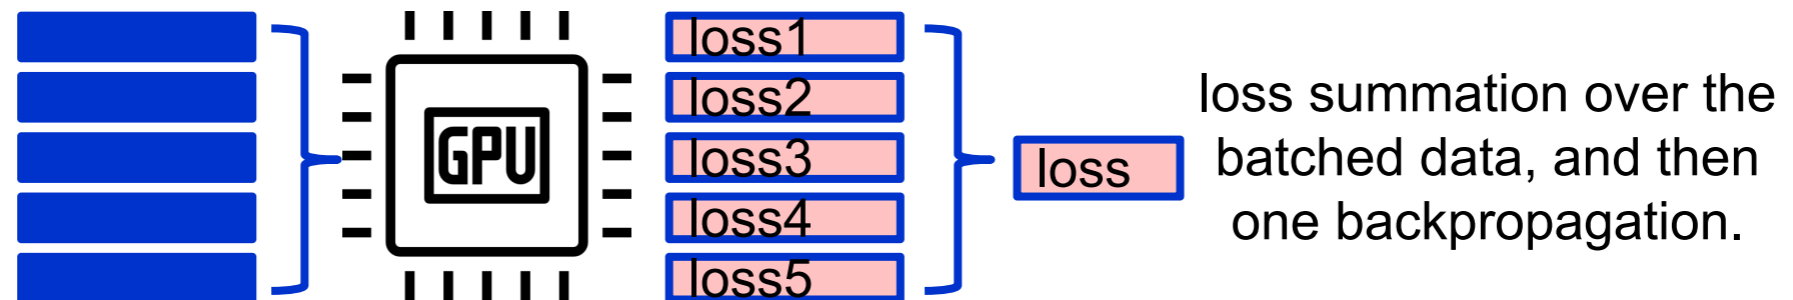 GPU
loss1
loss2
loss3
loss4
loss5
loss
loss summation over the
batched data, and then
one backpropagation.